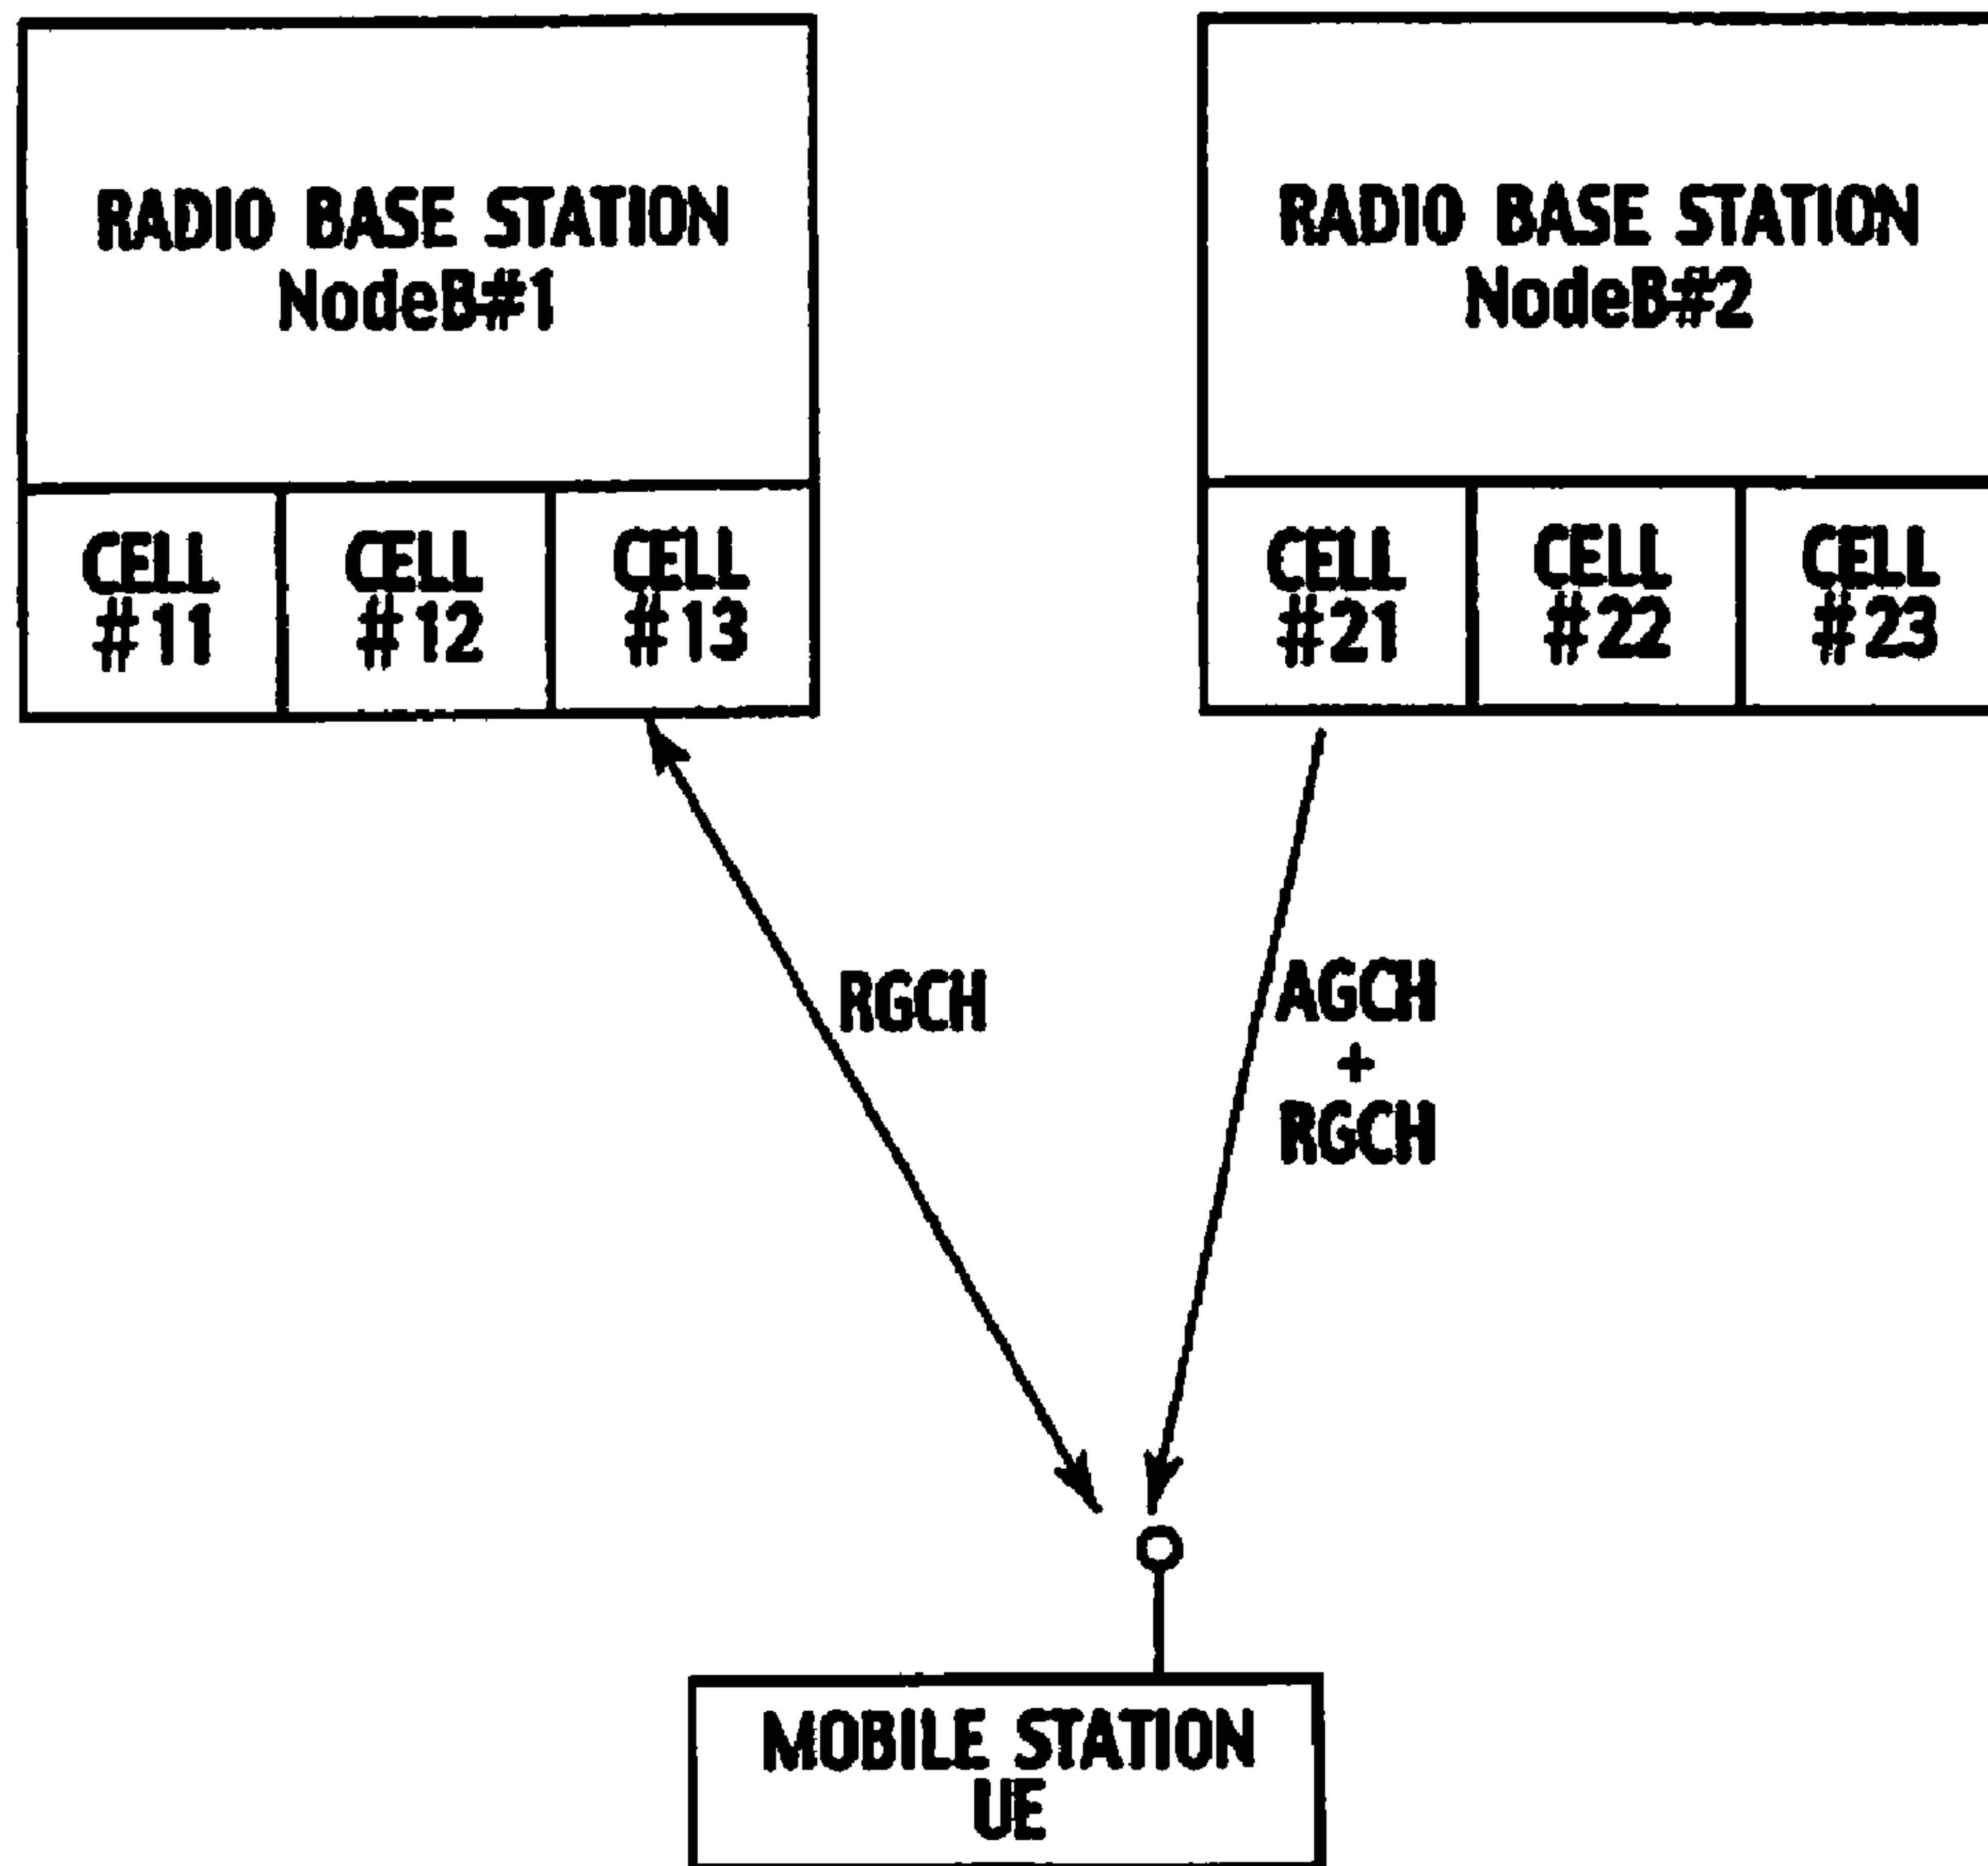 RADIO BASE STATION
NodeB#1
CELL
#11
CELL
#12
CELL
#13
RADIO BASE STATION
NodeB#2
CELL
#21
CELL
#22
CELL
#23
RGCH
AGCH
+
RGCH
MOBILE STATION
UE